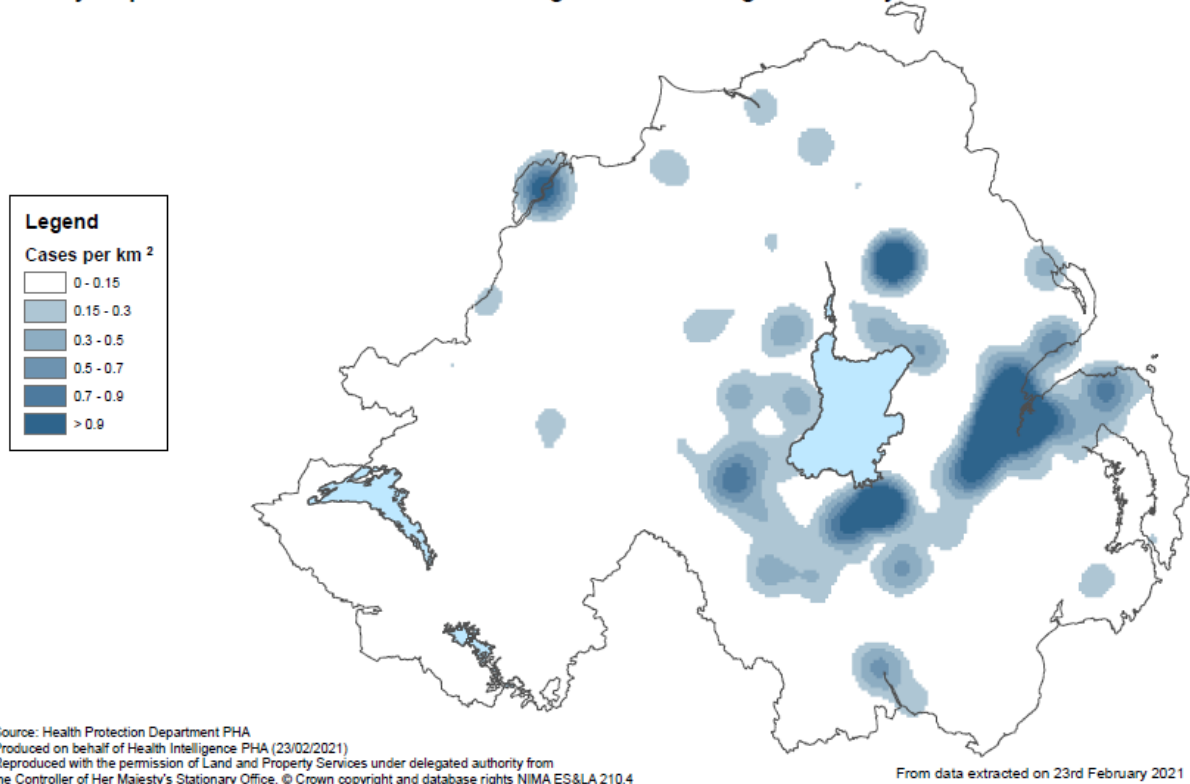 Legend
Cases per km 2
0 - 0.15
0.15 - 0.3
0.3 - 0.5
0.5 - 0.7
0.7 - 0.9
> 0.9
Source: Health Protection Department PHA
Produced on behalf of Health Intelligence PHA (23/02/2021)
Reproduced with the permission of Land and Property Services under delegated authority from
the Controller of Her Majesty's Stationary Office, © Crown copyright and database rights NIMA ES&LA 210.4
From data extracted on 23rd February 2021